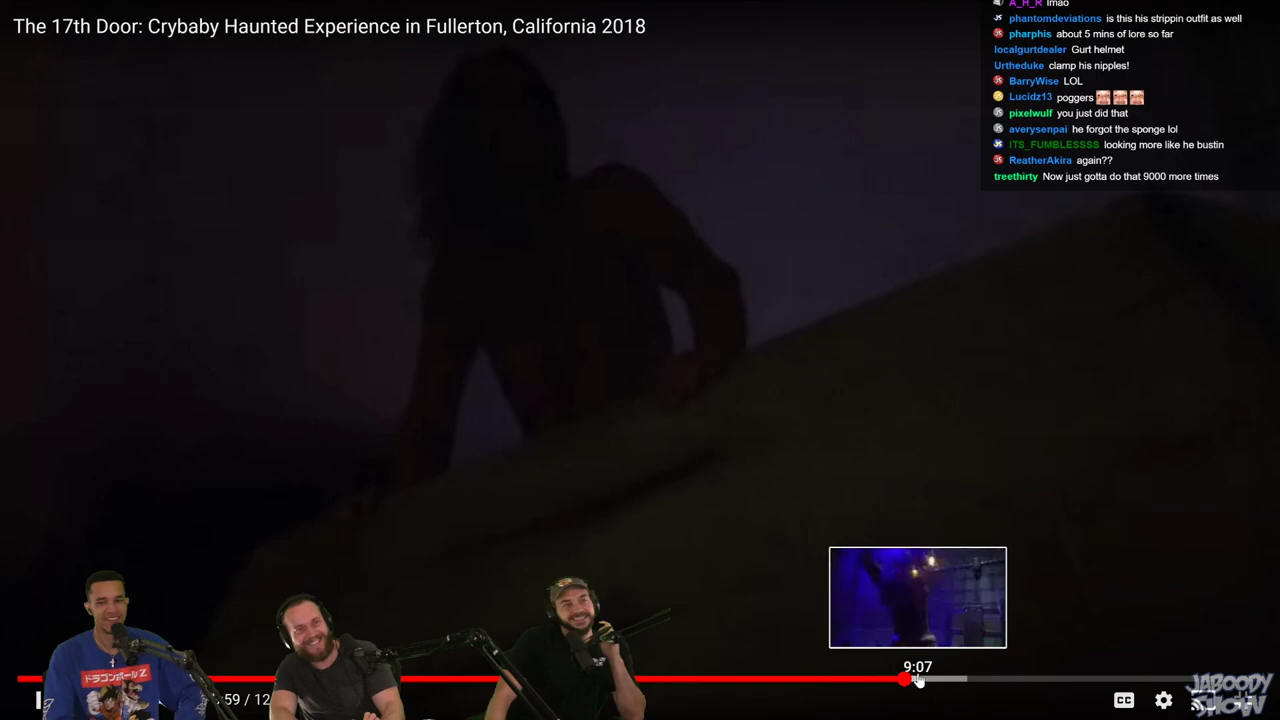 The 17th Door: Crybaby Haunted Experience in Fullerton, California 2018
A_H_R lmao
phantomdeviations is this his strippin outfit as well
pharphis about 5 mins of lore so far
localgurtdealer Gurt helmet
Urtheduke clamp his nipples!
BarryWise LOL
Lucidz13 poggers
pixelwulf you just did that
averysenpai he forgot the sponge lol
ITS_FUMBLESSSS looking more like he bustin
ReatherAkira again??
treethirty Now just gotta do that 9000 more times
9:07
ドラゴンボールZ
:59 / 12
CC
JABOODY
SHOW